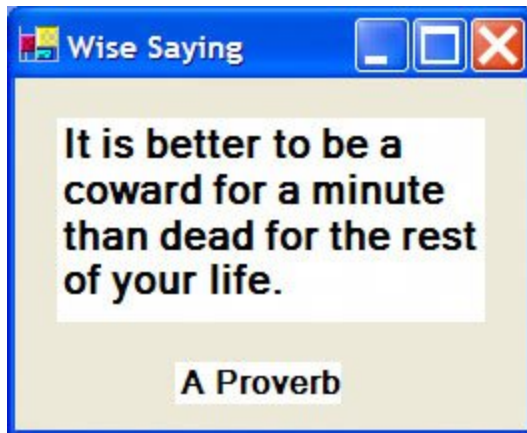 Wise Saying
It is better to be a
coward for a minute
than dead for the rest
of your life.
A Proverb